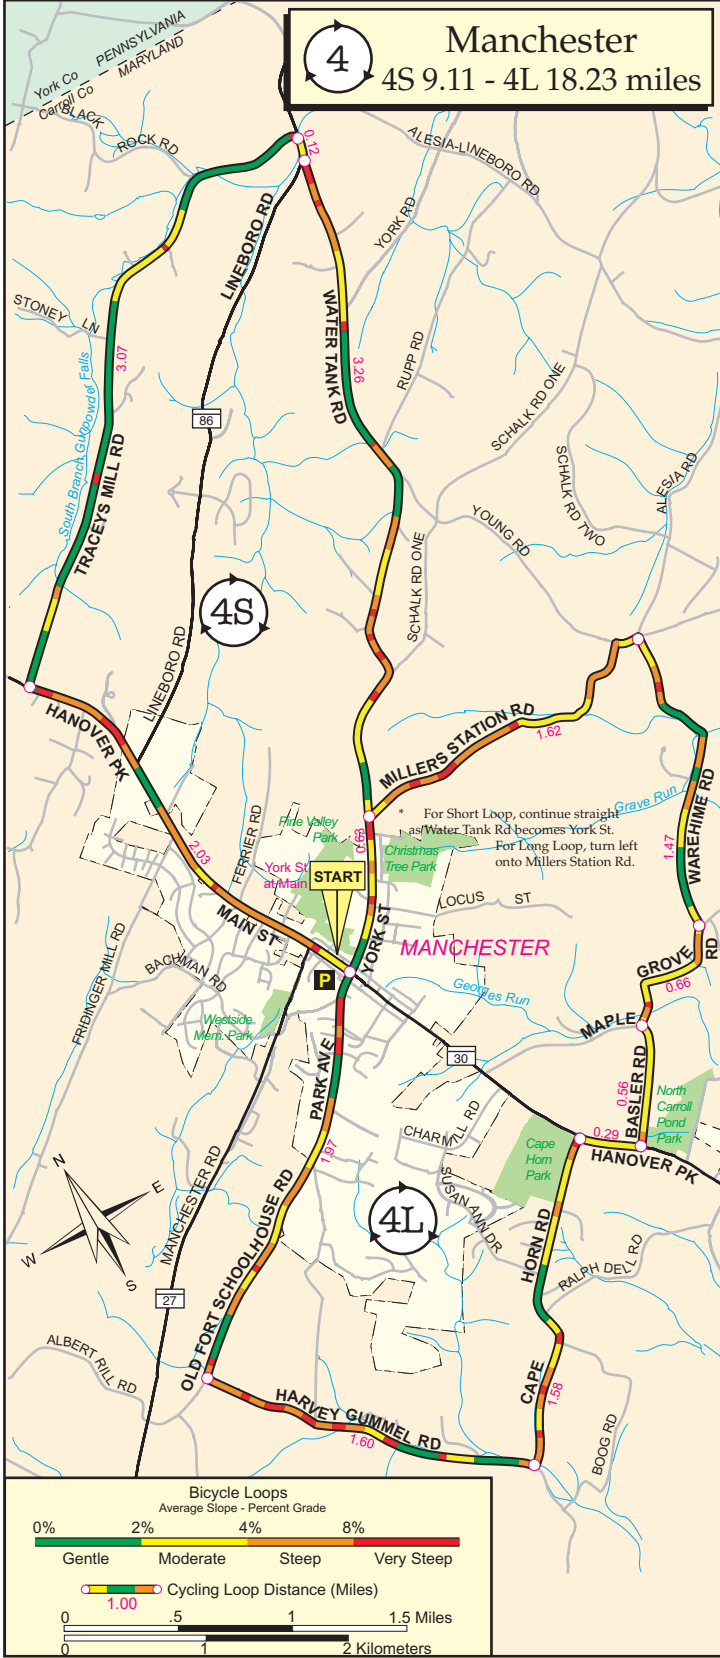 4
Manchester
4S 9.11 - 4L 18.23 miles
PENNSYLVANIA
MARYLAND
York Co
Carroll Co
BLACK
ROCK RD
0.12
ALESIA-LINEBORO RD
YORK RD
LINEBORO RD
STONEY LN
WATER TANK RD
3.26
RUPP RD
3.07
South Branch Gunpowder Falls
86
SCHALK RD ONE
SCHALK RD TWO
ALESIA RD
TRACEYS MILL RD
YOUNG RD
SCHALK RD ONE
4S
LINEBORO RD
HANOVER PK
MILLERS STATION RD
1.62
WAREHIME RD
1.47
Grave Run
* For Short Loop, continue straight
as Water Tank Rd becomes York St.
For Long Loop, turn left
onto Millers Station Rd.
Pine Valley
Park
0.69
Christmas
Tree Park
2.03
FERRIER RD
York St
at Main
START
LOCUS ST
MAIN ST
YORK ST
MANCHESTER
GROVE
RD
0.66
FRIDINGER MILL RD
BACHMAN RD
P
Georges Run
MAPLE
Westside
Mem. Park
30
PARK AVE
BASLER RD
0.56
North
Carroll
Pond
Park
CHARMILL RD
0.29
HANOVER PK
Cape
Horn
Park
1.97
N
E
W
S
MANCHESTER RD
SUSAN ANN DR
4L
HORN RD
RALPH DELL RD
27
OLD FORT SCHOOLHOUSE RD
ALBERT RILL RD
CAPE
1.58
HARVEY GUMMEL RD
1.60
BOOG RD
Bicycle Loops
Average Slope - Percent Grade
0% 2% 4% 8%
Gentle Moderate Steep Very Steep
Cycling Loop Distance (Miles)
1.00
0 .5 1 1.5 Miles
0 1 2 Kilometers